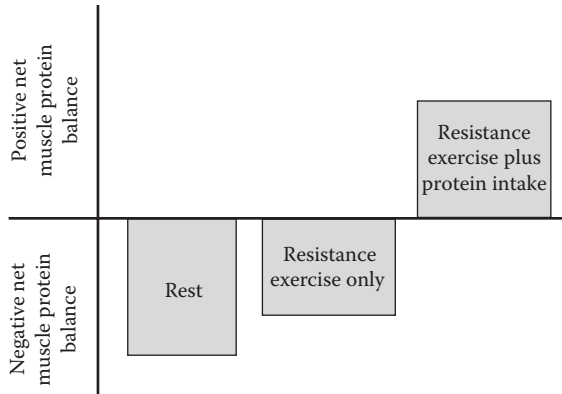 Positive net
muscle protein
balance
Negative net
muscle protein
balance
Rest
Resistance
exercise only
Resistance
exercise plus
protein intake